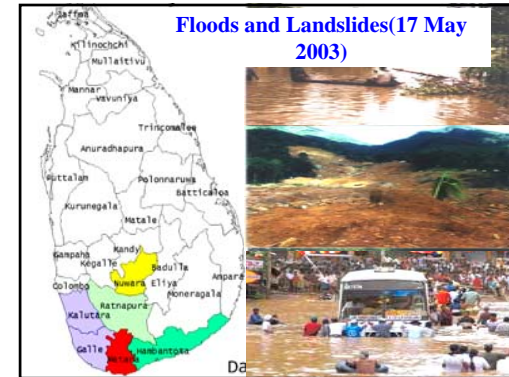 Floods and Landslides(17 May
2003)
Jaffna
Kilinochchi
Mullaitivu
Mannar
Vavuniya
Trincomalee
Anuradhapura
Puttalam
Polonnaruwa
Batticaloa
Kurunegala
Matale
Kandy
Gampaha
Kegalle
Badulla
Ampara
Nuwara Eliya
Colombo
Moneragala
Ratnapura
Kalutara
Galle
Matara
Hambantota
Da